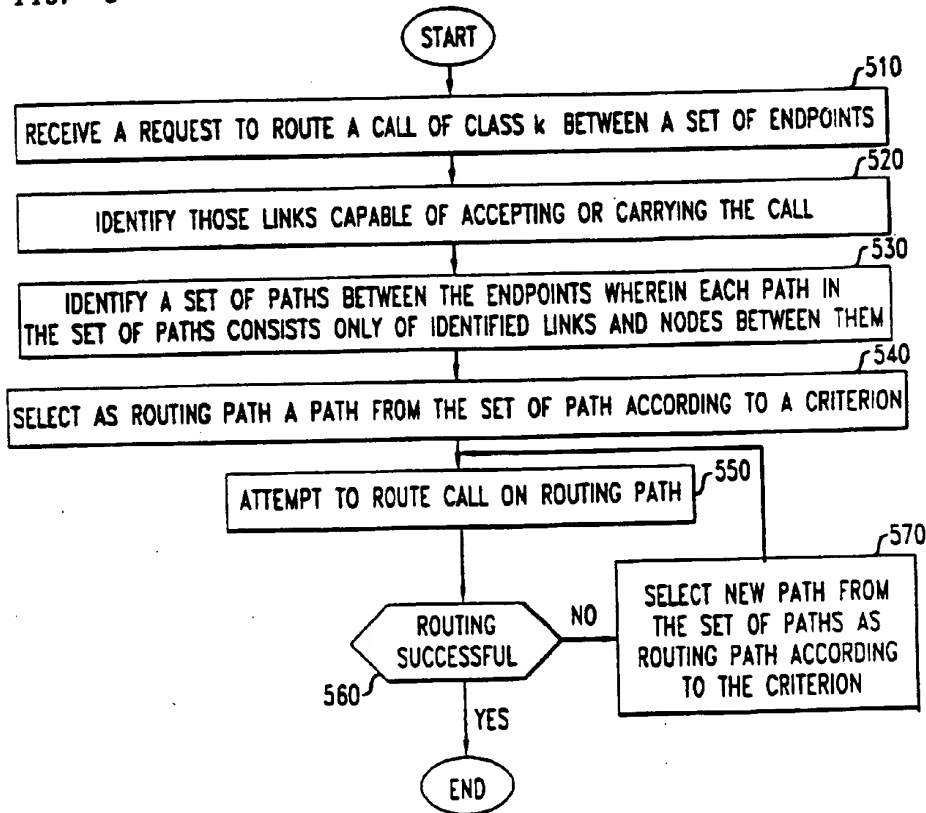 START
510
RECEIVE A REQUEST TO ROUTE A CALL OF CLASS k BETWEEN A SET OF ENDPOINTS
520
IDENTIFY THOSE LINKS CAPABLE OF ACCEPTING OR CARRYING THE CALL
530
IDENTIFY A SET OF PATHS BETWEEN THE ENDPOINTS WHEREIN EACH PATH IN
THE SET OF PATHS CONSISTS ONLY OF IDENTIFIED LINKS AND NODES BETWEEN THEM
540
SELECT AS ROUTING PATH A PATH FROM THE SET OF PATH ACCORDING TO A CRITERION
550
ATTEMPT TO ROUTE CALL ON ROUTING PATH
570
SELECT NEW PATH FROM
THE SET OF PATHS AS
ROUTING PATH ACCORDING
TO THE CRITERION
NO
ROUTING
SUCCESSFUL
560
YES
END